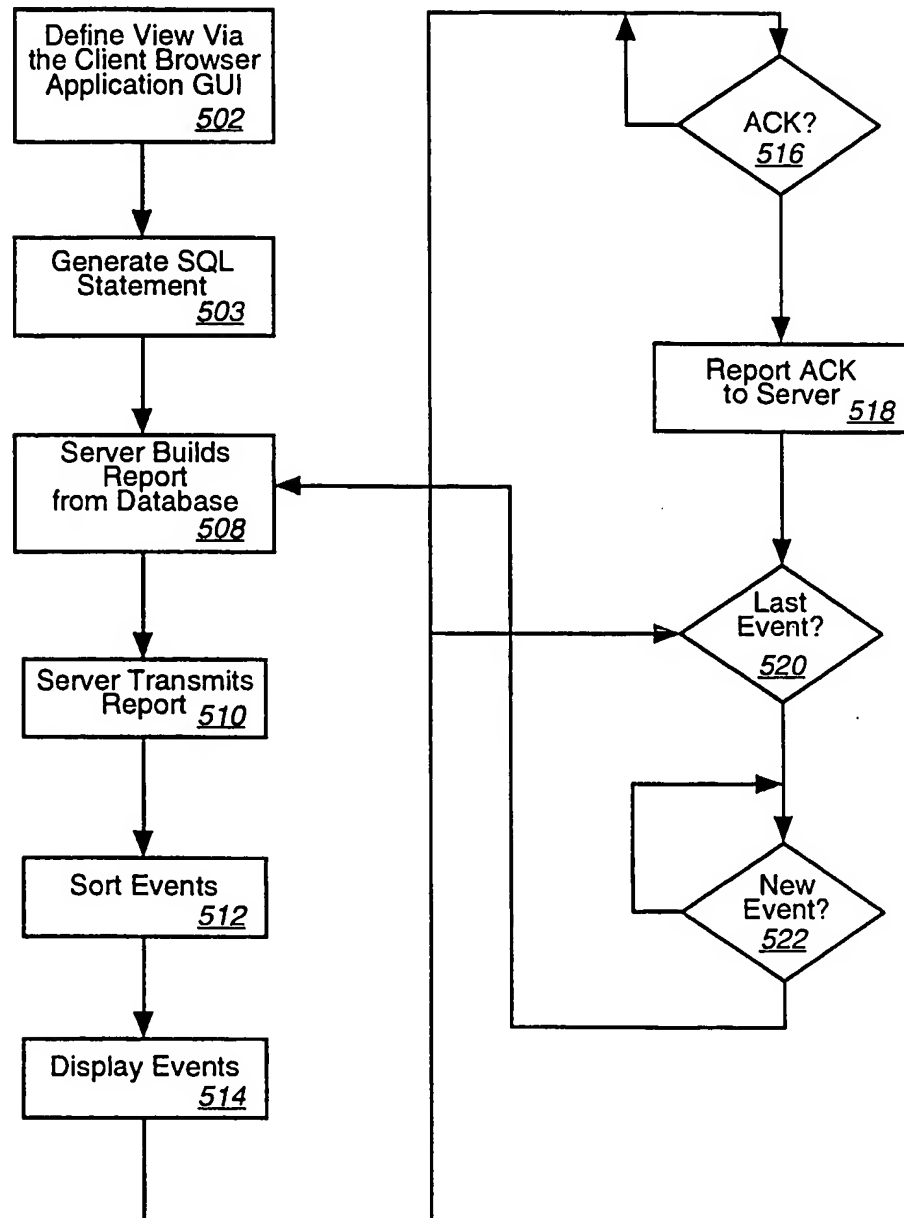 Define View Via
the Client Browser
Application GUI
502
Generate SQL
Statement
503
Server Builds
Report
from Database
508
Server Transmits
Report
510
Sort Events
512
Display Events
514
ACK?
516
Report ACK
to Server
518
Last
Event?
520
New
Event?
522